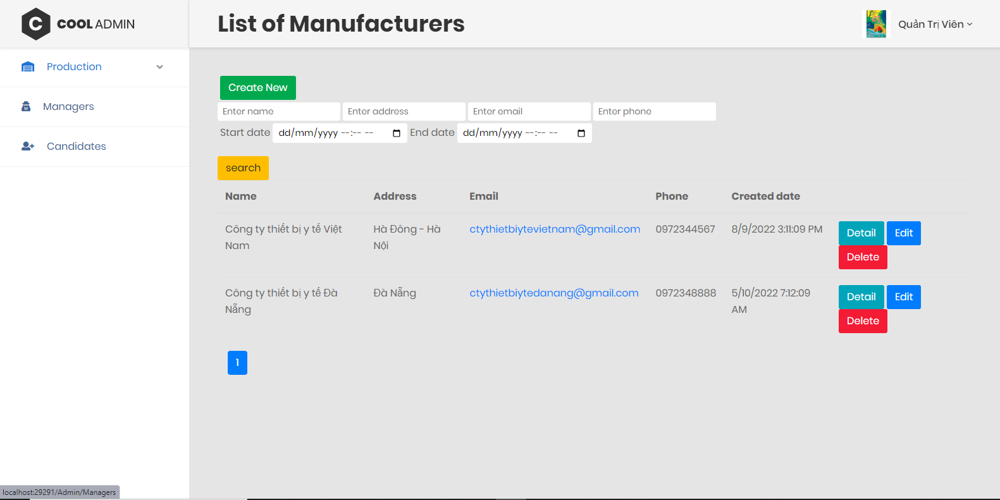 C COOL ADMIN
List of Manufacturers
Quản Trị Viên
Production
Managers
Candidates
Create New
Enter name Enter address Enter email Enter phone
Start date dd/mm/yyyy --:-- -- End date dd/mm/yyyy --:-- --
search
Name Address Email Phone Created date
Công ty thiết bị y tế Việt Hà Đông - Hà ctythietbiytevietnam@gmail.com 0972344567 8/9/2022 3:11:09 PM Detail Edit
Nam Nội Delete
Công ty thiết bị y tế Đà Đà Nẵng ctythietbiytedanang@gmail.com 0972348888 5/10/2022 7:12:09 Detail Edit
Nẵng AM Delete
1
localhost:29291/Admin/Managers